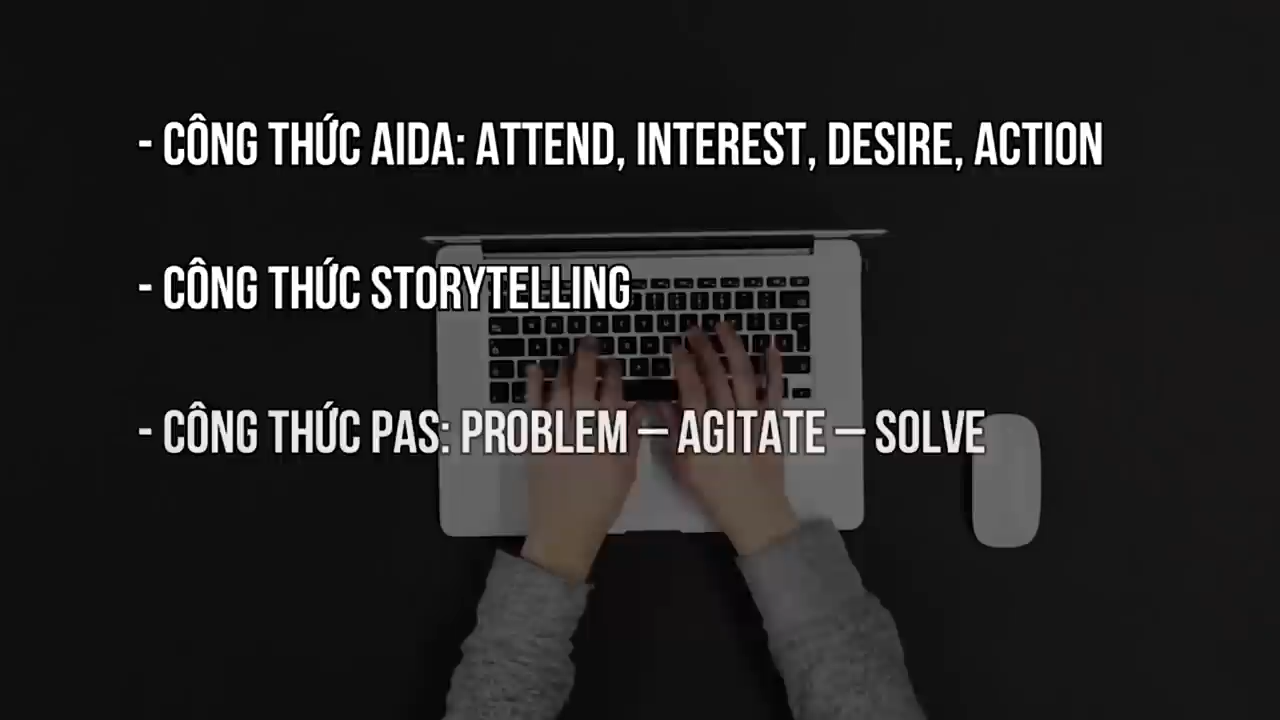 - CÔNG THỨC AIDA: ATTEND, INTEREST, DESIRE, ACTION
- CÔNG THỨC STORYTELLING
- CÔNG THỨC PAS: PROBLEM – AGITATE – SOLVE